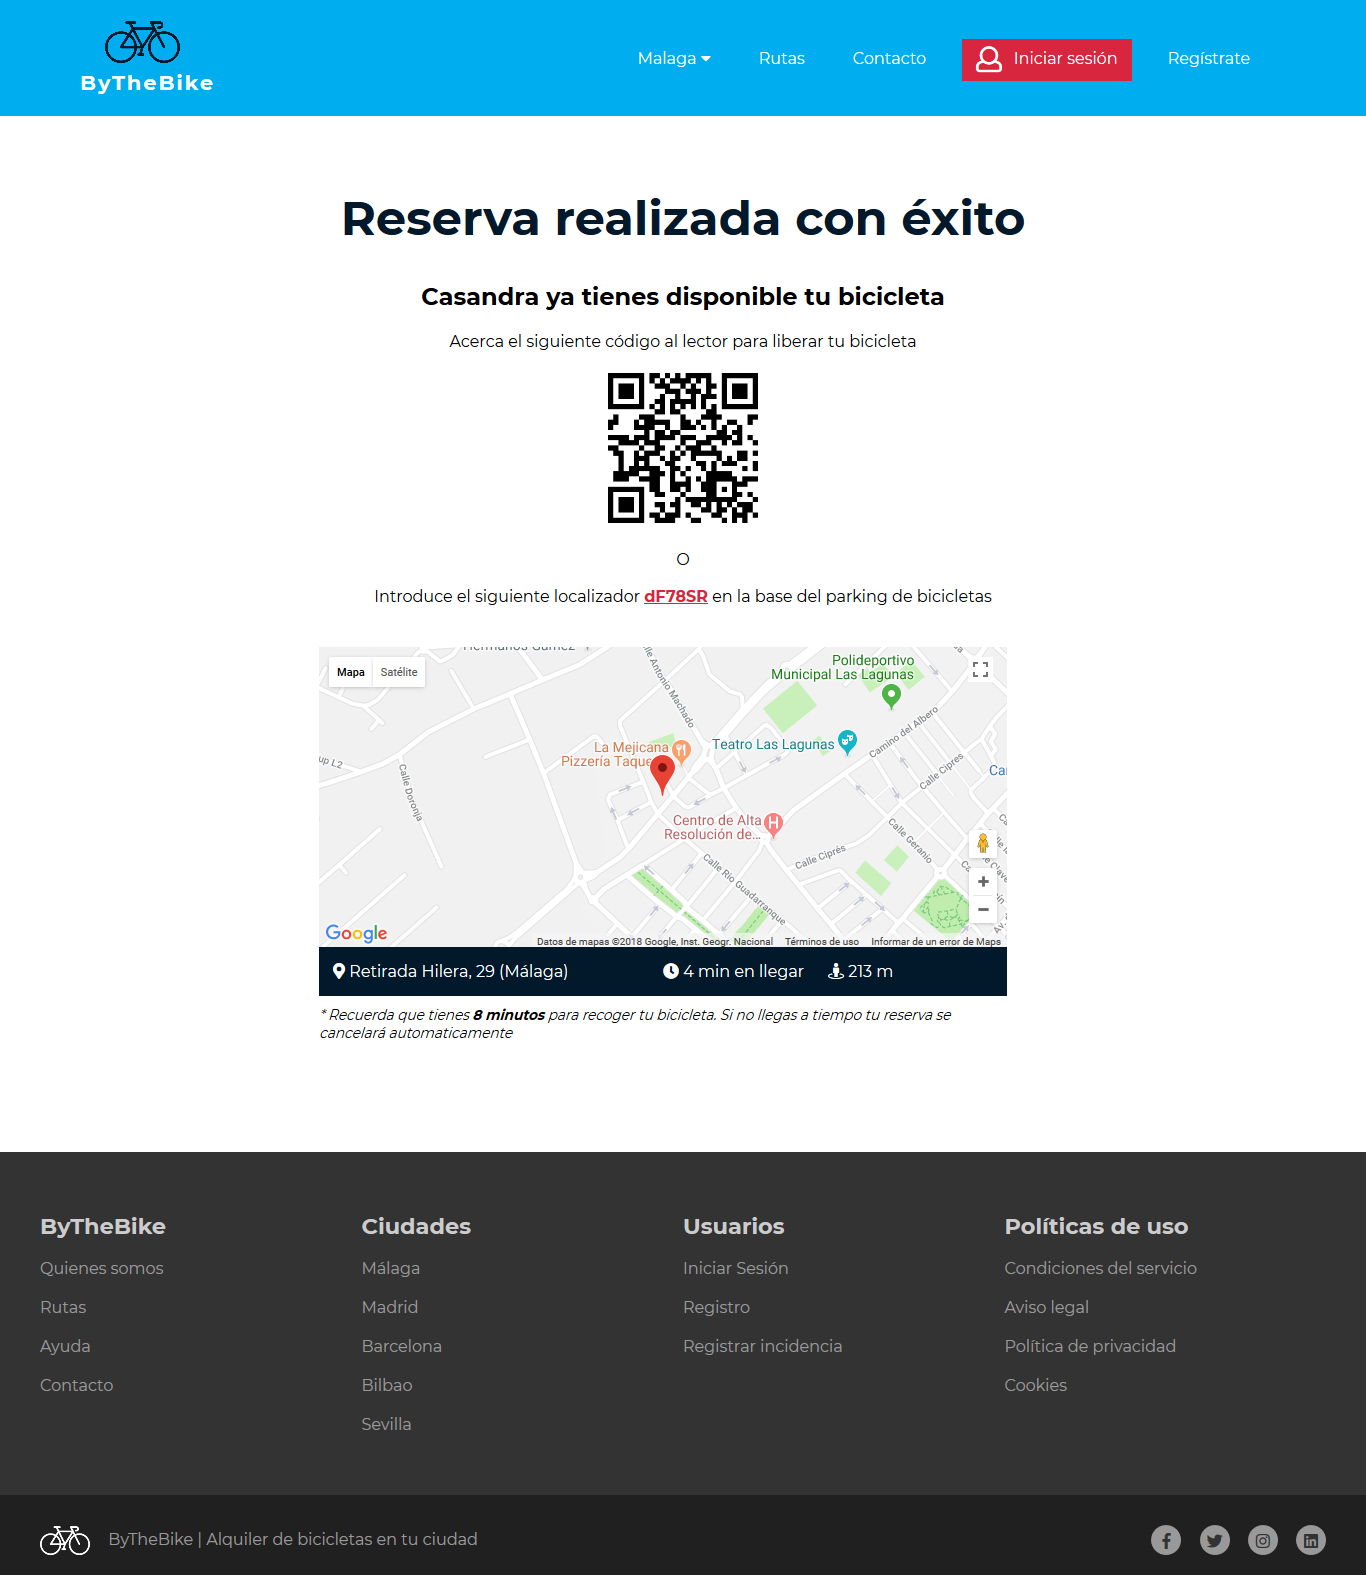 ByTheBike
Malaga
Rutas
Contacto
Iniciar sesión
Regístrate
Reserva realizada con éxito
Casandra ya tienes disponible tu bicicleta
Acerca el siguiente código al lector para liberar tu bicicleta
O
Introduce el siguiente localizador dF78SR en la base del parking de bicicletas
Mapa
Satélite
Polideportivo
Municipal Las Lagunas
Antonio Machado
Teatro Las Lagunas
Camino del Albero
La Mejicana
Pizzería Taque
up L2
Calle Doronja
Calle Cipres
Ca
Centro de Alta
Resolución de...
Calle Geranio
Calle Ciprés
Calle Rio Guadarranque
Av.
Google
Datos de mapas ©2018 Google, Inst. Geogr. Nacional
Términos de uso
Informar de un error de Maps
Retirada Hilera, 29 (Málaga)
4 min en llegar
213 m
* Recuerda que tienes 8 minutos para recoger tu bicicleta. Si no llegas a tiempo tu reserva se
cancelará automaticamente
ByTheBike
Quienes somos
Rutas
Ayuda
Contacto
Ciudades
Málaga
Madrid
Barcelona
Bilbao
Sevilla
Usuarios
Iniciar Sesión
Registro
Registrar incidencia
Políticas de uso
Condiciones del servicio
Aviso legal
Política de privacidad
Cookies
ByTheBike | Alquiler de bicicletas en tu ciudad